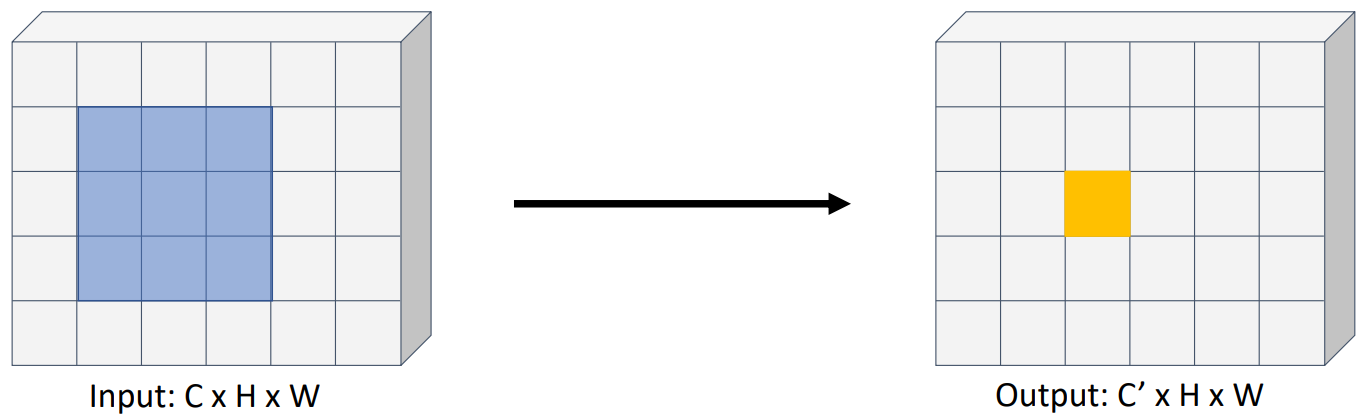 Input: C x H x W
Output: C’ x H x W